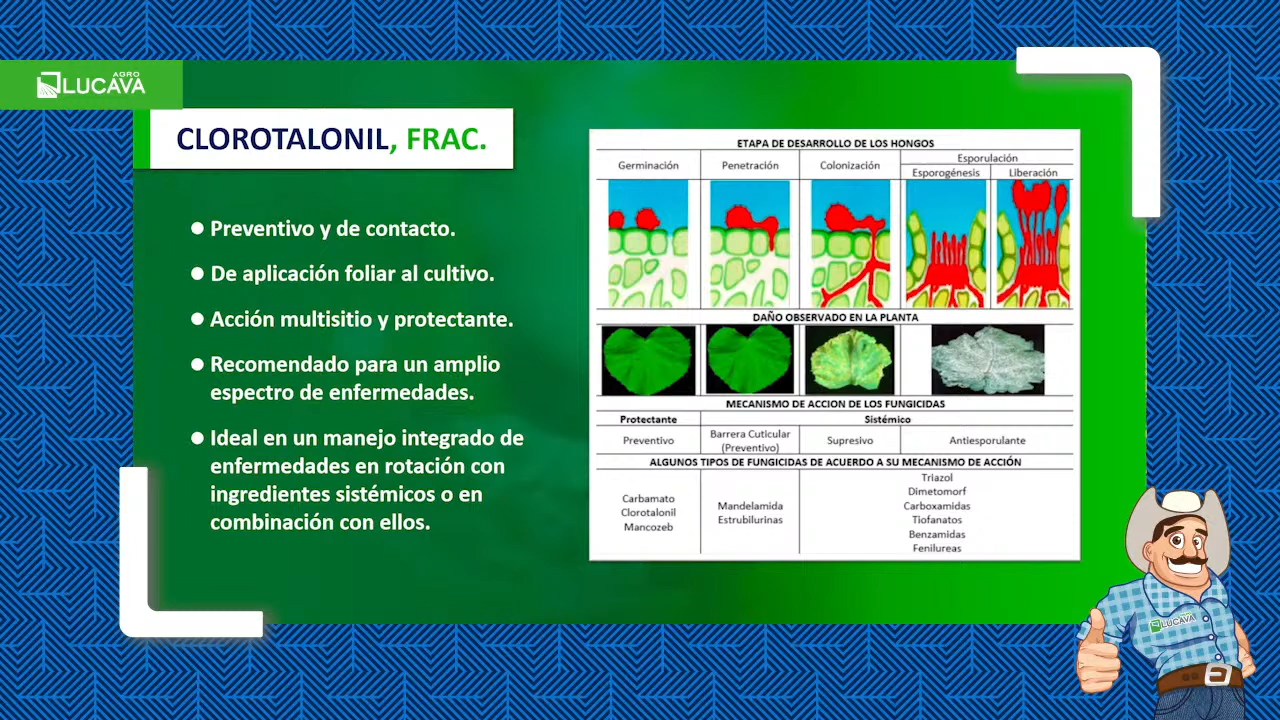 AGRO
LUCAVA
CLOROTALONIL, FRAC.
● Preventivo y de contacto.
● De aplicación foliar al cultivo.
● Acción multisitio y protectante.
● Recomendado para un amplio
espectro de enfermedades.
● Ideal en un manejo integrado de
enfermedades en rotación con
ingredientes sistémicos o en
combinación con ellos.
ETAPA DE DESARROLLO DE LOS HONGOS
Germinación Penetración Colonización Esporulación
Esporogénesis Liberación
DAÑO OBSERVADO EN LA PLANTA
MECANISMO DE ACCION DE LOS FUNGICIDAS
Protectante Sistémico
Preventivo Barrera Cuticular
(Preventivo) Supresivo Antiesporulante
ALGUNOS TIPOS DE FUNGICIDAS DE ACUERDO A SU MECANISMO DE ACCIÓN
Carbamato
Clorotalonil
Mancozeb
Mandelamida
Estrubilurinas
Triazol
Dimetomorf
Carboxamidas
Tiofanatos
Benzamidas
Fenilureas
LUCAVA